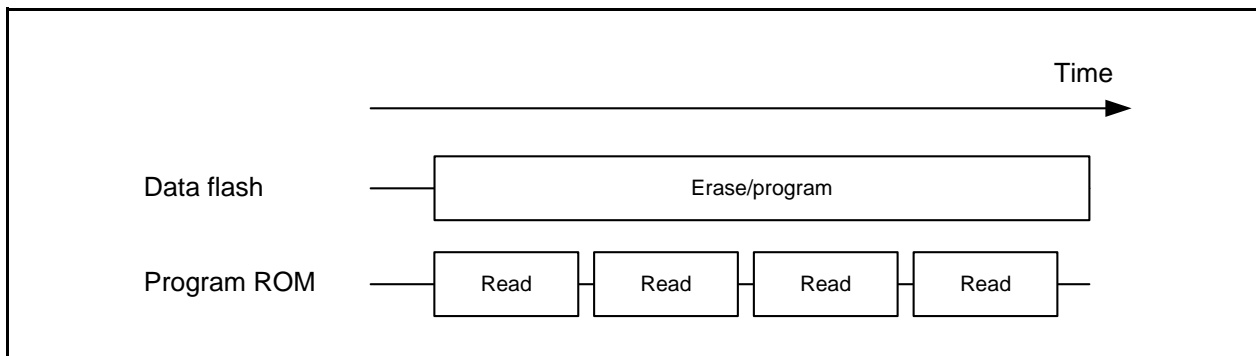 Time
Data flash
Erase/program
Program ROM
Read
Read
Read
Read